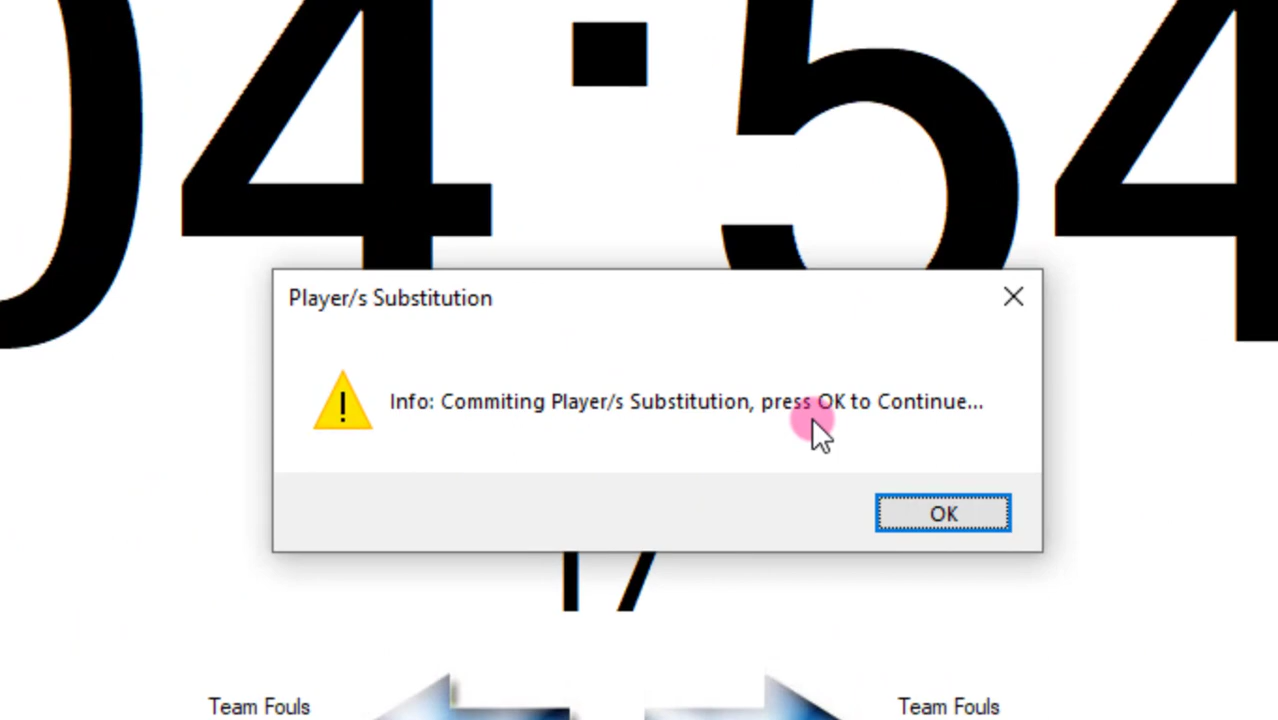 04:54
Player/s Substitution
Info: Commiting Player/s Substitution, press OK to Continue...
OK
17
Team Fouls
Team Fouls